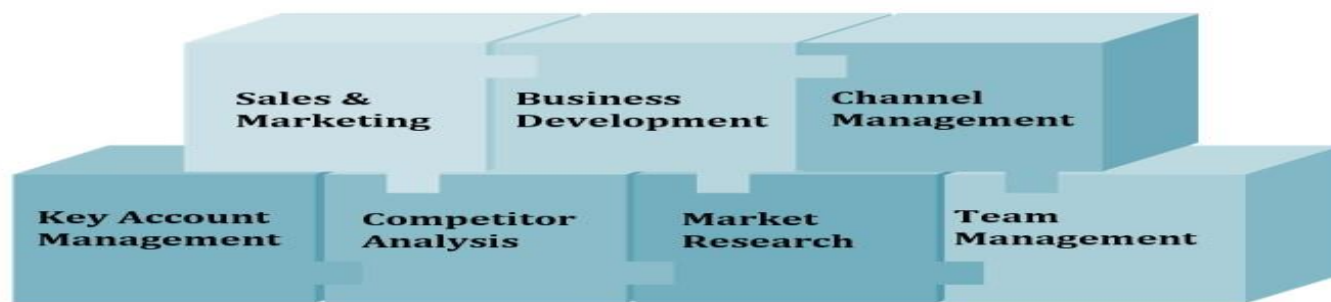 Sales &
Marketing
Business
Development
Channel
Management
Key Account
Management
Competitor
Analysis
Market
Research
Team
Management